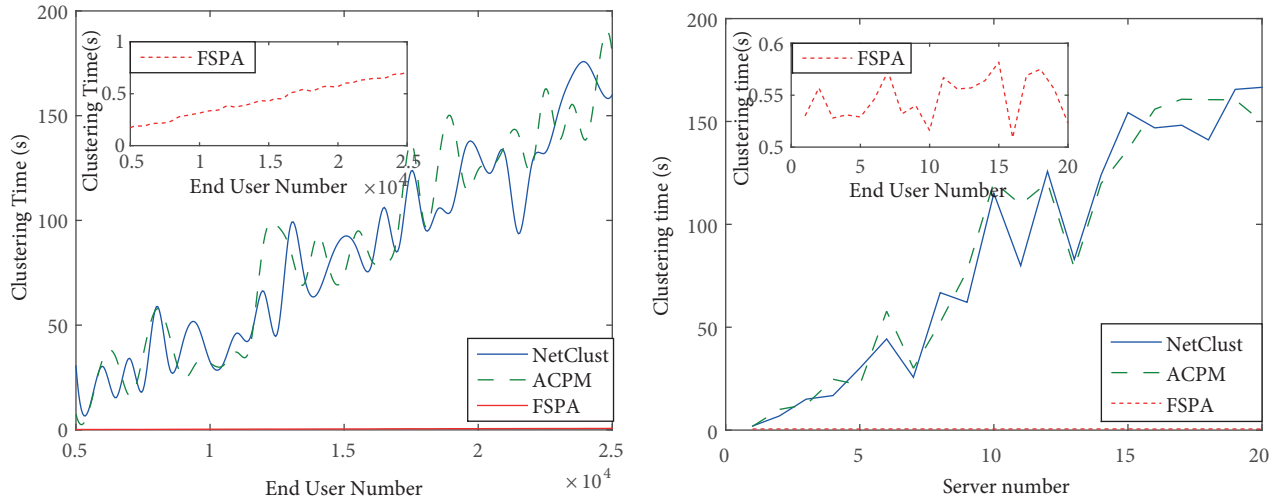 200
150
100
50
0
Clustering Time (s)
0.5
1
1.5
2
2.5
× 10⁴
End User Number
NetClust
ACPM
FSPA
1
0.5
0
Clustering Time(s)
FSPA
0.5
1
1.5
2
2.5
End User Number
×10⁴
200
150
100
50
0
Clustering time (s)
0
5
10
15
20
Server number
NetClust
ACPM
FSPA
0.6
0.55
0.5
Clustering time(s)
FSPA
0
5
10
15
20
End User Number